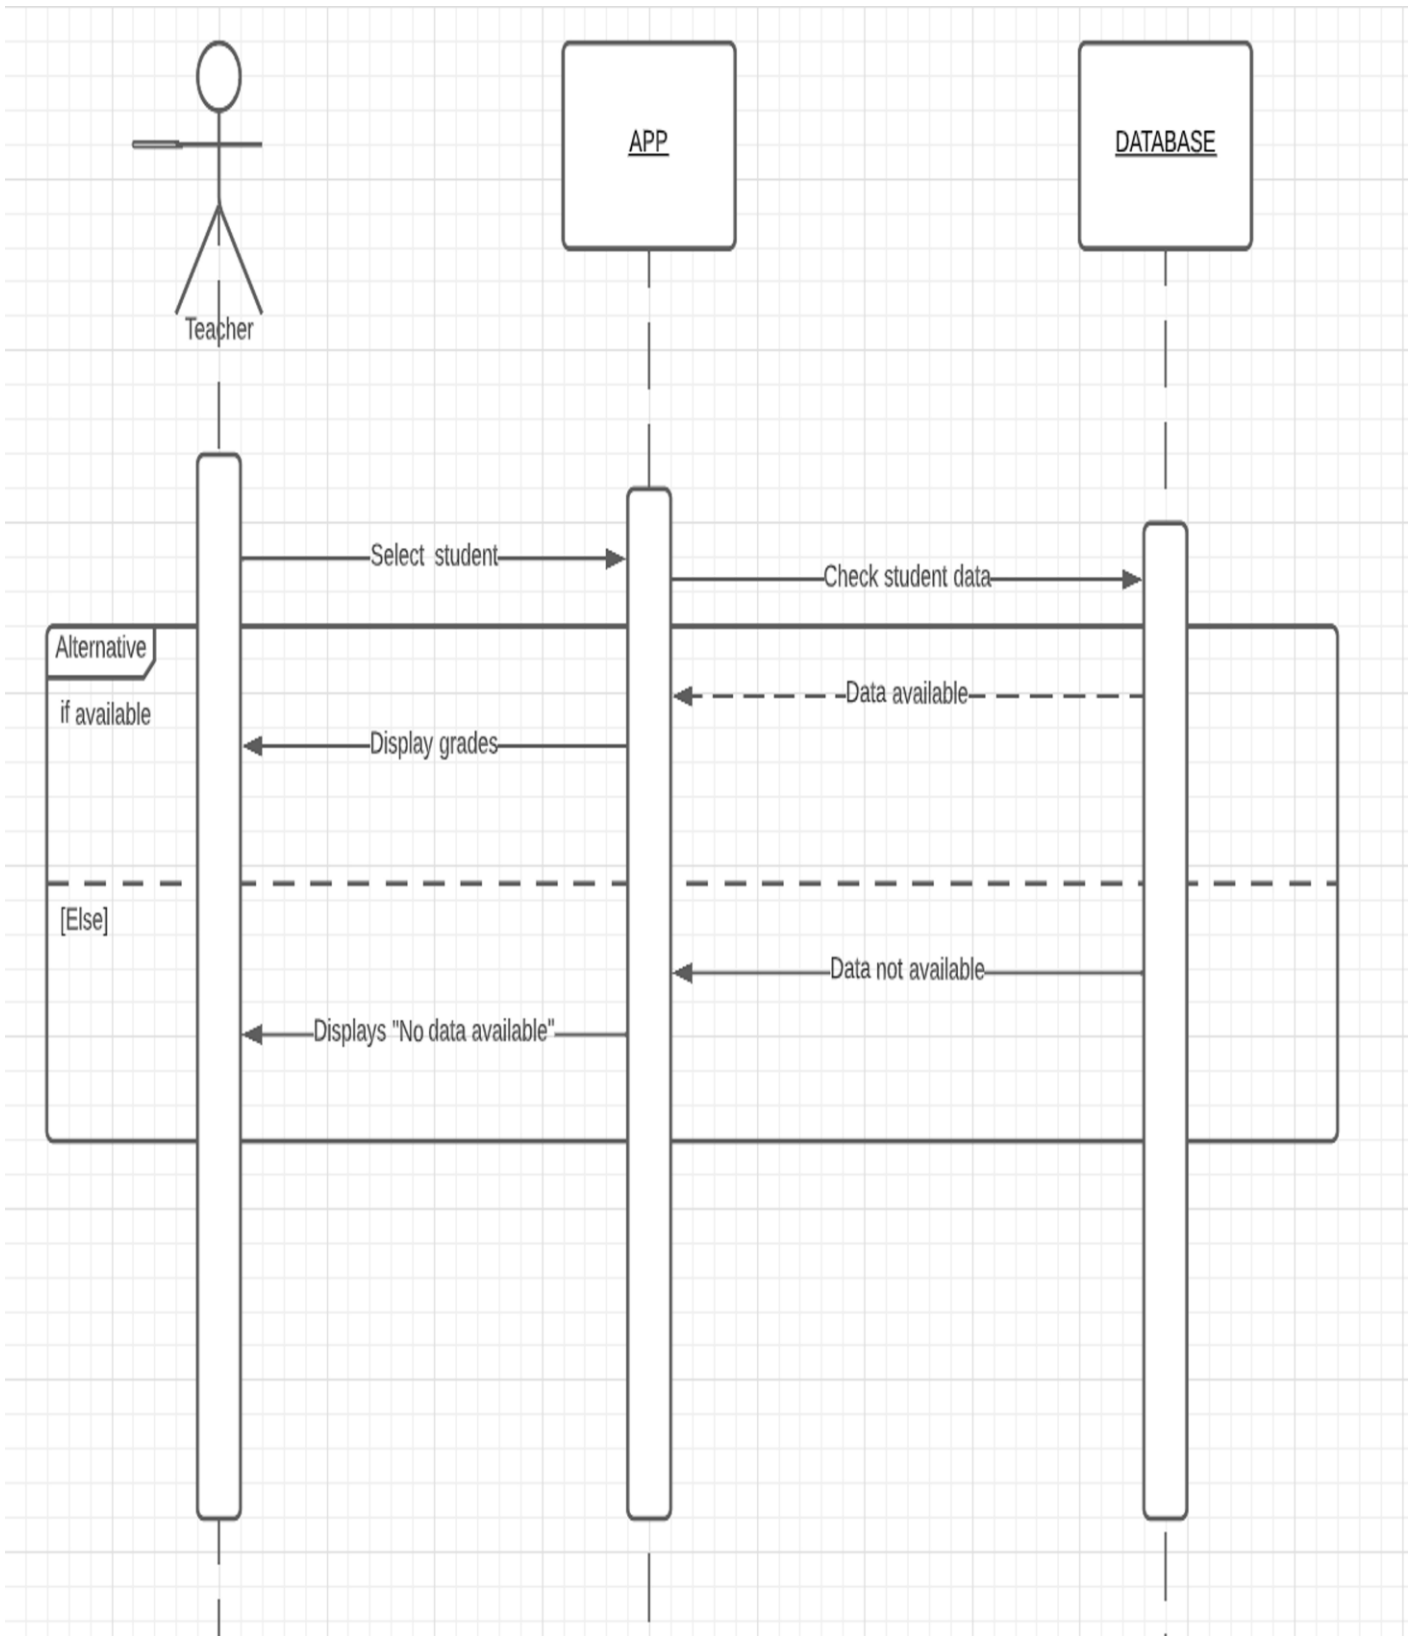 APP
DATABASE
Teacher
Select student
Check student data
Alternative
Data available
if available
Display grades
[Else]
Data not available
Displays "No data available"